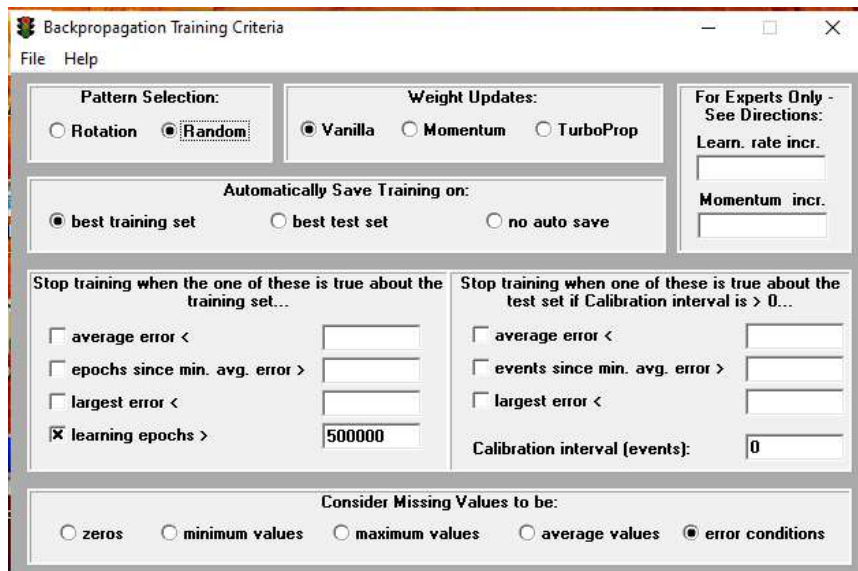 Backpropagation Training Criteria
File Help
Pattern Selection:
Rotation Random
Weight Updates:
Vanilla Momentum TurboProp
For Experts Only -
See Directions:
Learn. rate incr.
Momentum incr.
Automatically Save Training on:
best training set best test set no auto save
Stop training when the one of these is true about the
training set...
average error <
epochs since min. avg. error >
largest error <
learning epochs > 500000
Stop training when one of these is true about the
test set if Calibration interval is > 0...
average error <
events since min. avg. error >
largest error <
Calibration interval (events): 0
Consider Missing Values to be:
zeros minimum values maximum values average values error conditions